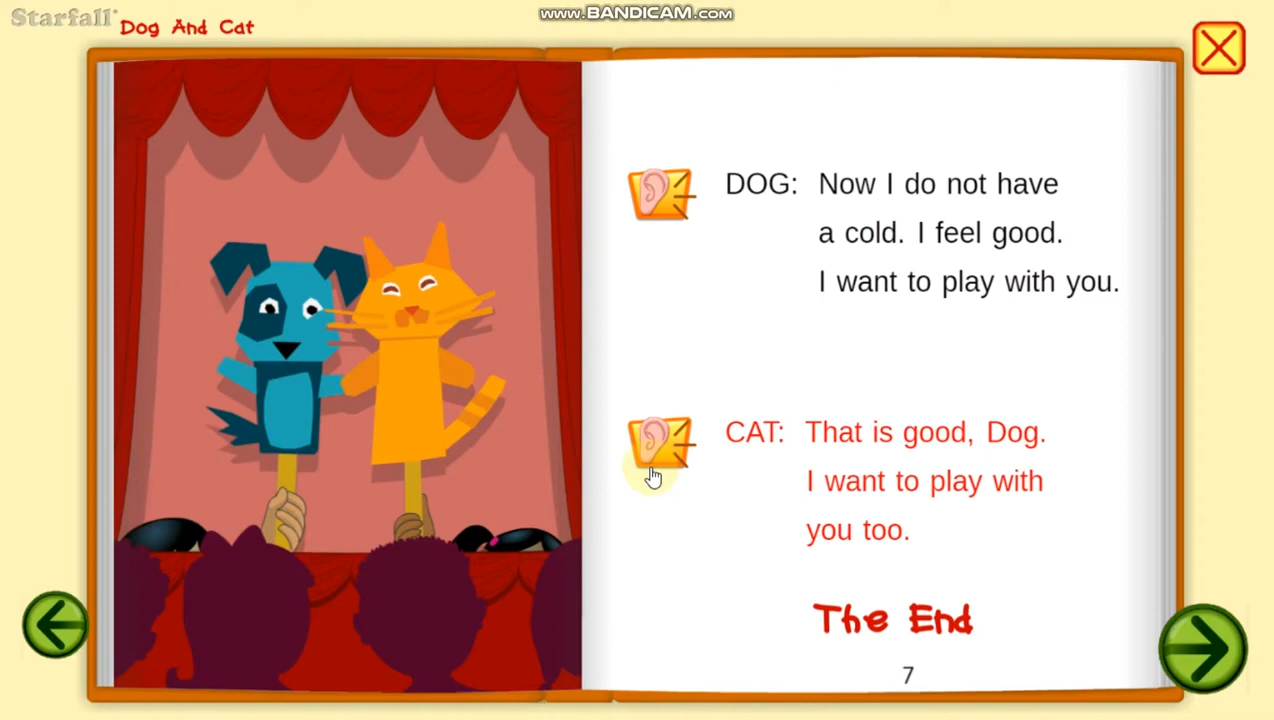 Starfall
www.BANDICAM.com
Dog And Cat
DOG: Now I do not have
a cold. I feel good.
I want to play with you.
CAT: That is good, Dog.
I want to play with
you too.
The End
7